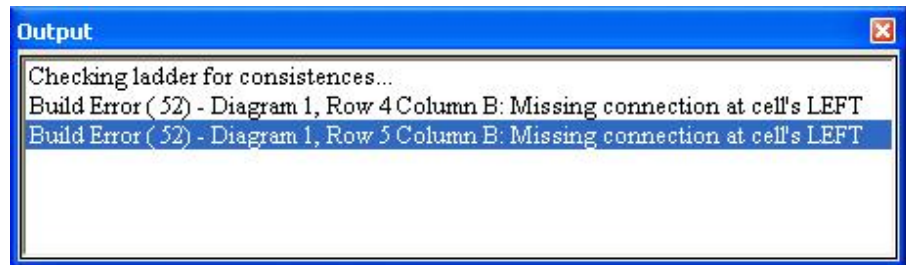 Output
Checking ladder for consistences...
Build Error ( 52) - Diagram 1, Row 4 Column B: Missing connection at cell's LEFT
Build Error ( 52) - Diagram 1, Row 5 Column B: Missing connection at cell's LEFT